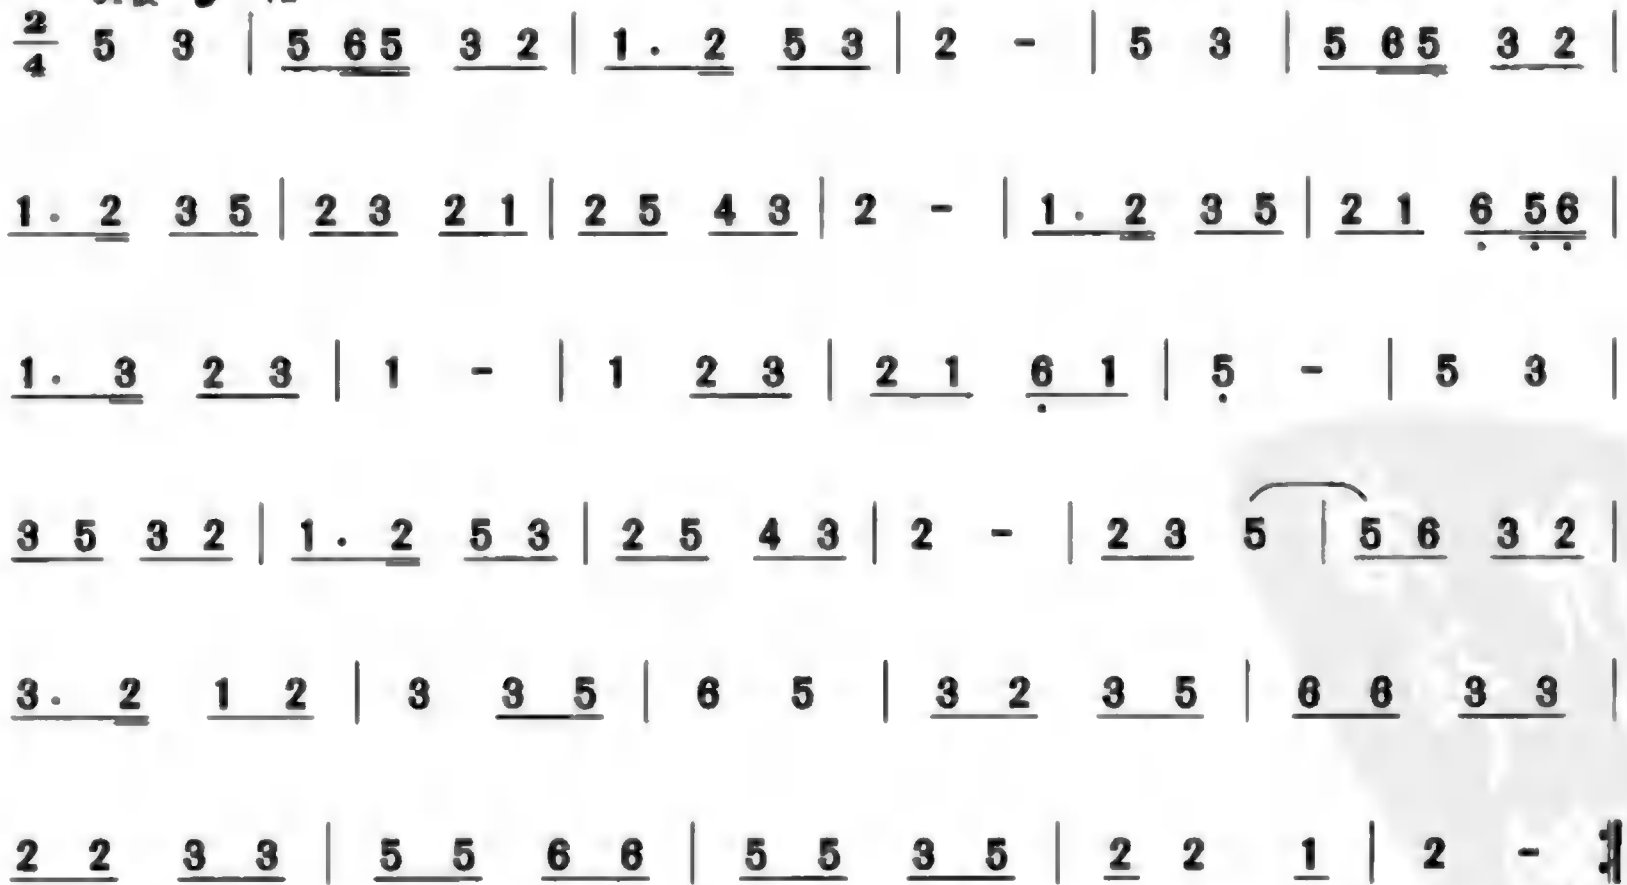 2/4 5 3 | 5 65 3 2 | 1. 2 5 3 | 2 - | 5 3 | 5 65 3 2 |
1. 2 3 5 | 2 3 2 1 | 2 5 4 3 | 2 - | 1. 2 3 5 | 2 1 6̣ 5̣6̣ |
1. 3 2 3 | 1 - | 1 2 3 | 2 1 6̣ 1 | 5̣ - | 5 3 |
3 5 3 2 | 1. 2 5 3 | 2 5 4 3 | 2 - | 2 3 5 | 5 6 3 2 |
3. 2 1 2 | 3 3 5 | 6 5 | 3 2 3 5 | 6 6 3 3 |
2 2 3 3 | 5 5 6 6 | 5 5 3 5 | 2 2 1 | 2 - :‖